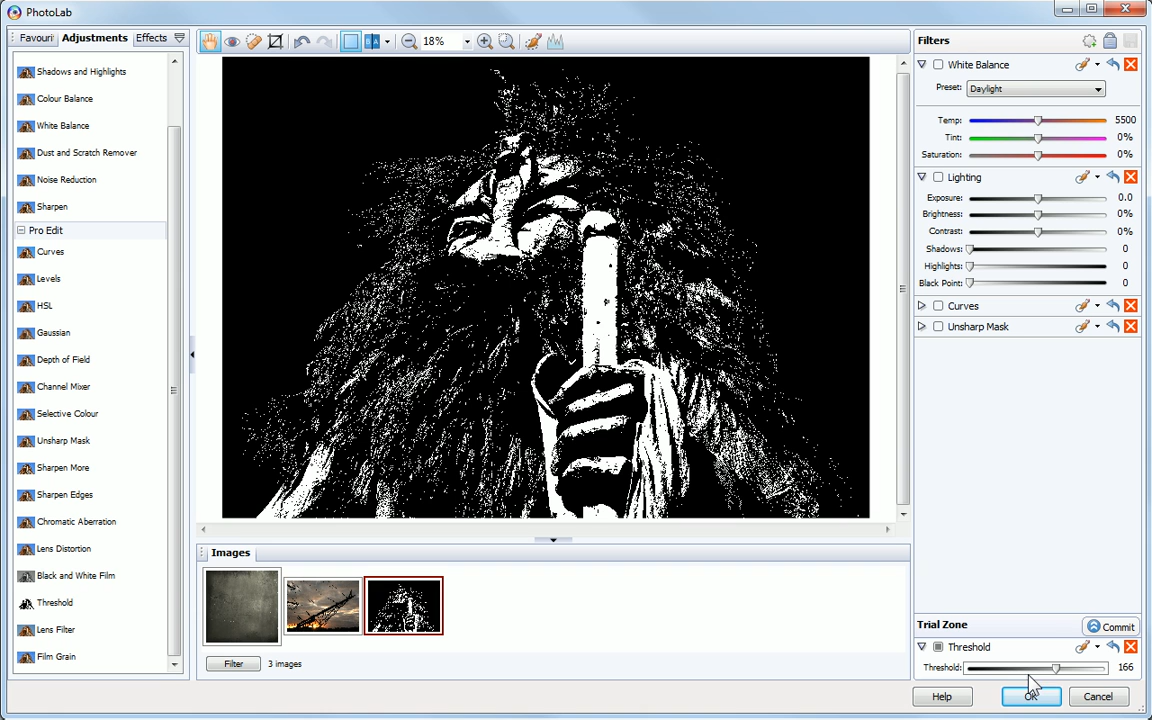 PhotoLab
Favouri Adjustments Effects
18%
Filters
Shadows and Highlights
Colour Balance
White Balance
Dust and Scratch Remover
Noise Reduction
Sharpen
Pro Edit
Curves
Levels
HSL
Gaussian
Depth of Field
Channel Mixer
Selective Colour
Unsharp Mask
Sharpen More
Sharpen Edges
Chromatic Aberration
Lens Distortion
Black and White Film
Threshold
Lens Filter
Film Grain
Images
Filter 3 images
White Balance
Preset: Daylight
Temp: 5500
Tint: 0%
Saturation: 0%
Lighting
Exposure: 0.0
Brightness: 0%
Contrast: 0%
Shadows: 0
Highlights: 0
Black Point: 0
Curves
Unsharp Mask
Trial Zone Commit
Threshold
Threshold: 166
Help OK Cancel